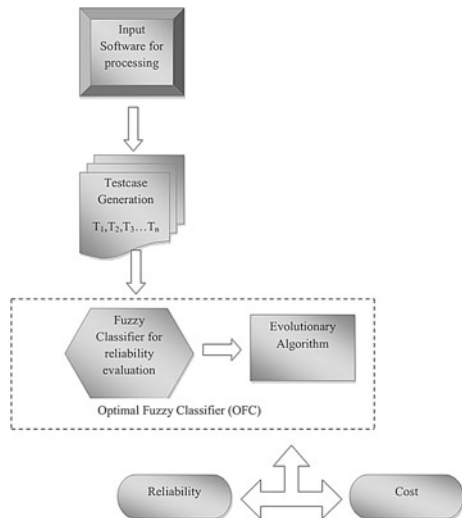 Input
Software for
processing
Testcase
Generation
T1,T2,T3…Tn
Fuzzy
Classifier for
reliability
evaluation
Evolutionary
Algorithm
Optimal Fuzzy Classifier (OFC)
Reliability
Cost